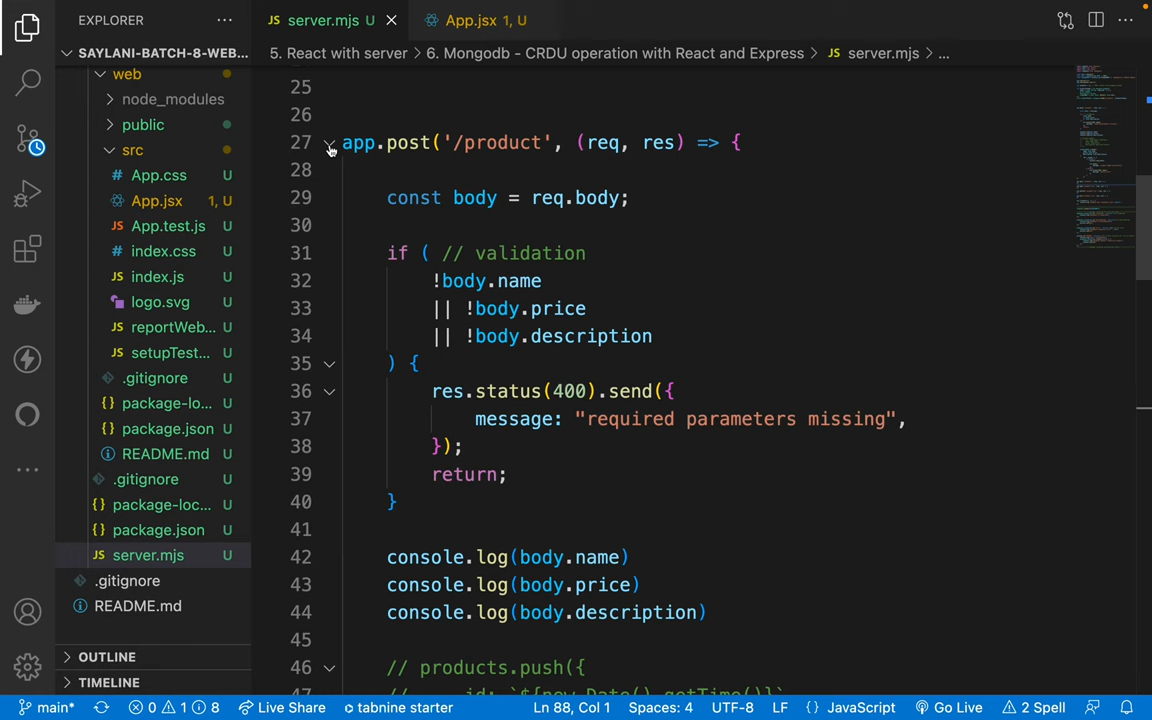 EXPLORER
SAYLANI-BATCH-8-WEB...
web
node_modules
public
src
App.css U
App.jsx 1, U
App.test.js U
index.css U
index.js U
logo.svg U
reportWeb... U
setupTest... U
.gitignore U
package-lo... U
package.json U
README.md U
.gitignore U
package-loc... U
package.json U
server.mjs U
.gitignore
README.md
OUTLINE
TIMELINE
server.mjs U
App.jsx 1, U
5. React with server > 6. Mongodb - CRDU operation with React and Express > server.mjs > ...
25
26
27 app.post('/product', (req, res) => {
28
29 const body = req.body;
30
31 if ( // validation
32 !body.name
33 || !body.price
34 || !body.description
35 ) {
36 res.status(400).send({
37 message: "required parameters missing",
38 });
39 return;
40 }
41
42 console.log(body.name)
43 console.log(body.price)
44 console.log(body.description)
45
46 // products.push({
47 // id: `${new Date().getTime()}`
main* 0 1 8 Live Share tabnine starter Ln 88, Col 1 Spaces: 4 UTF-8 LF {} JavaScript Go Live 2 Spell